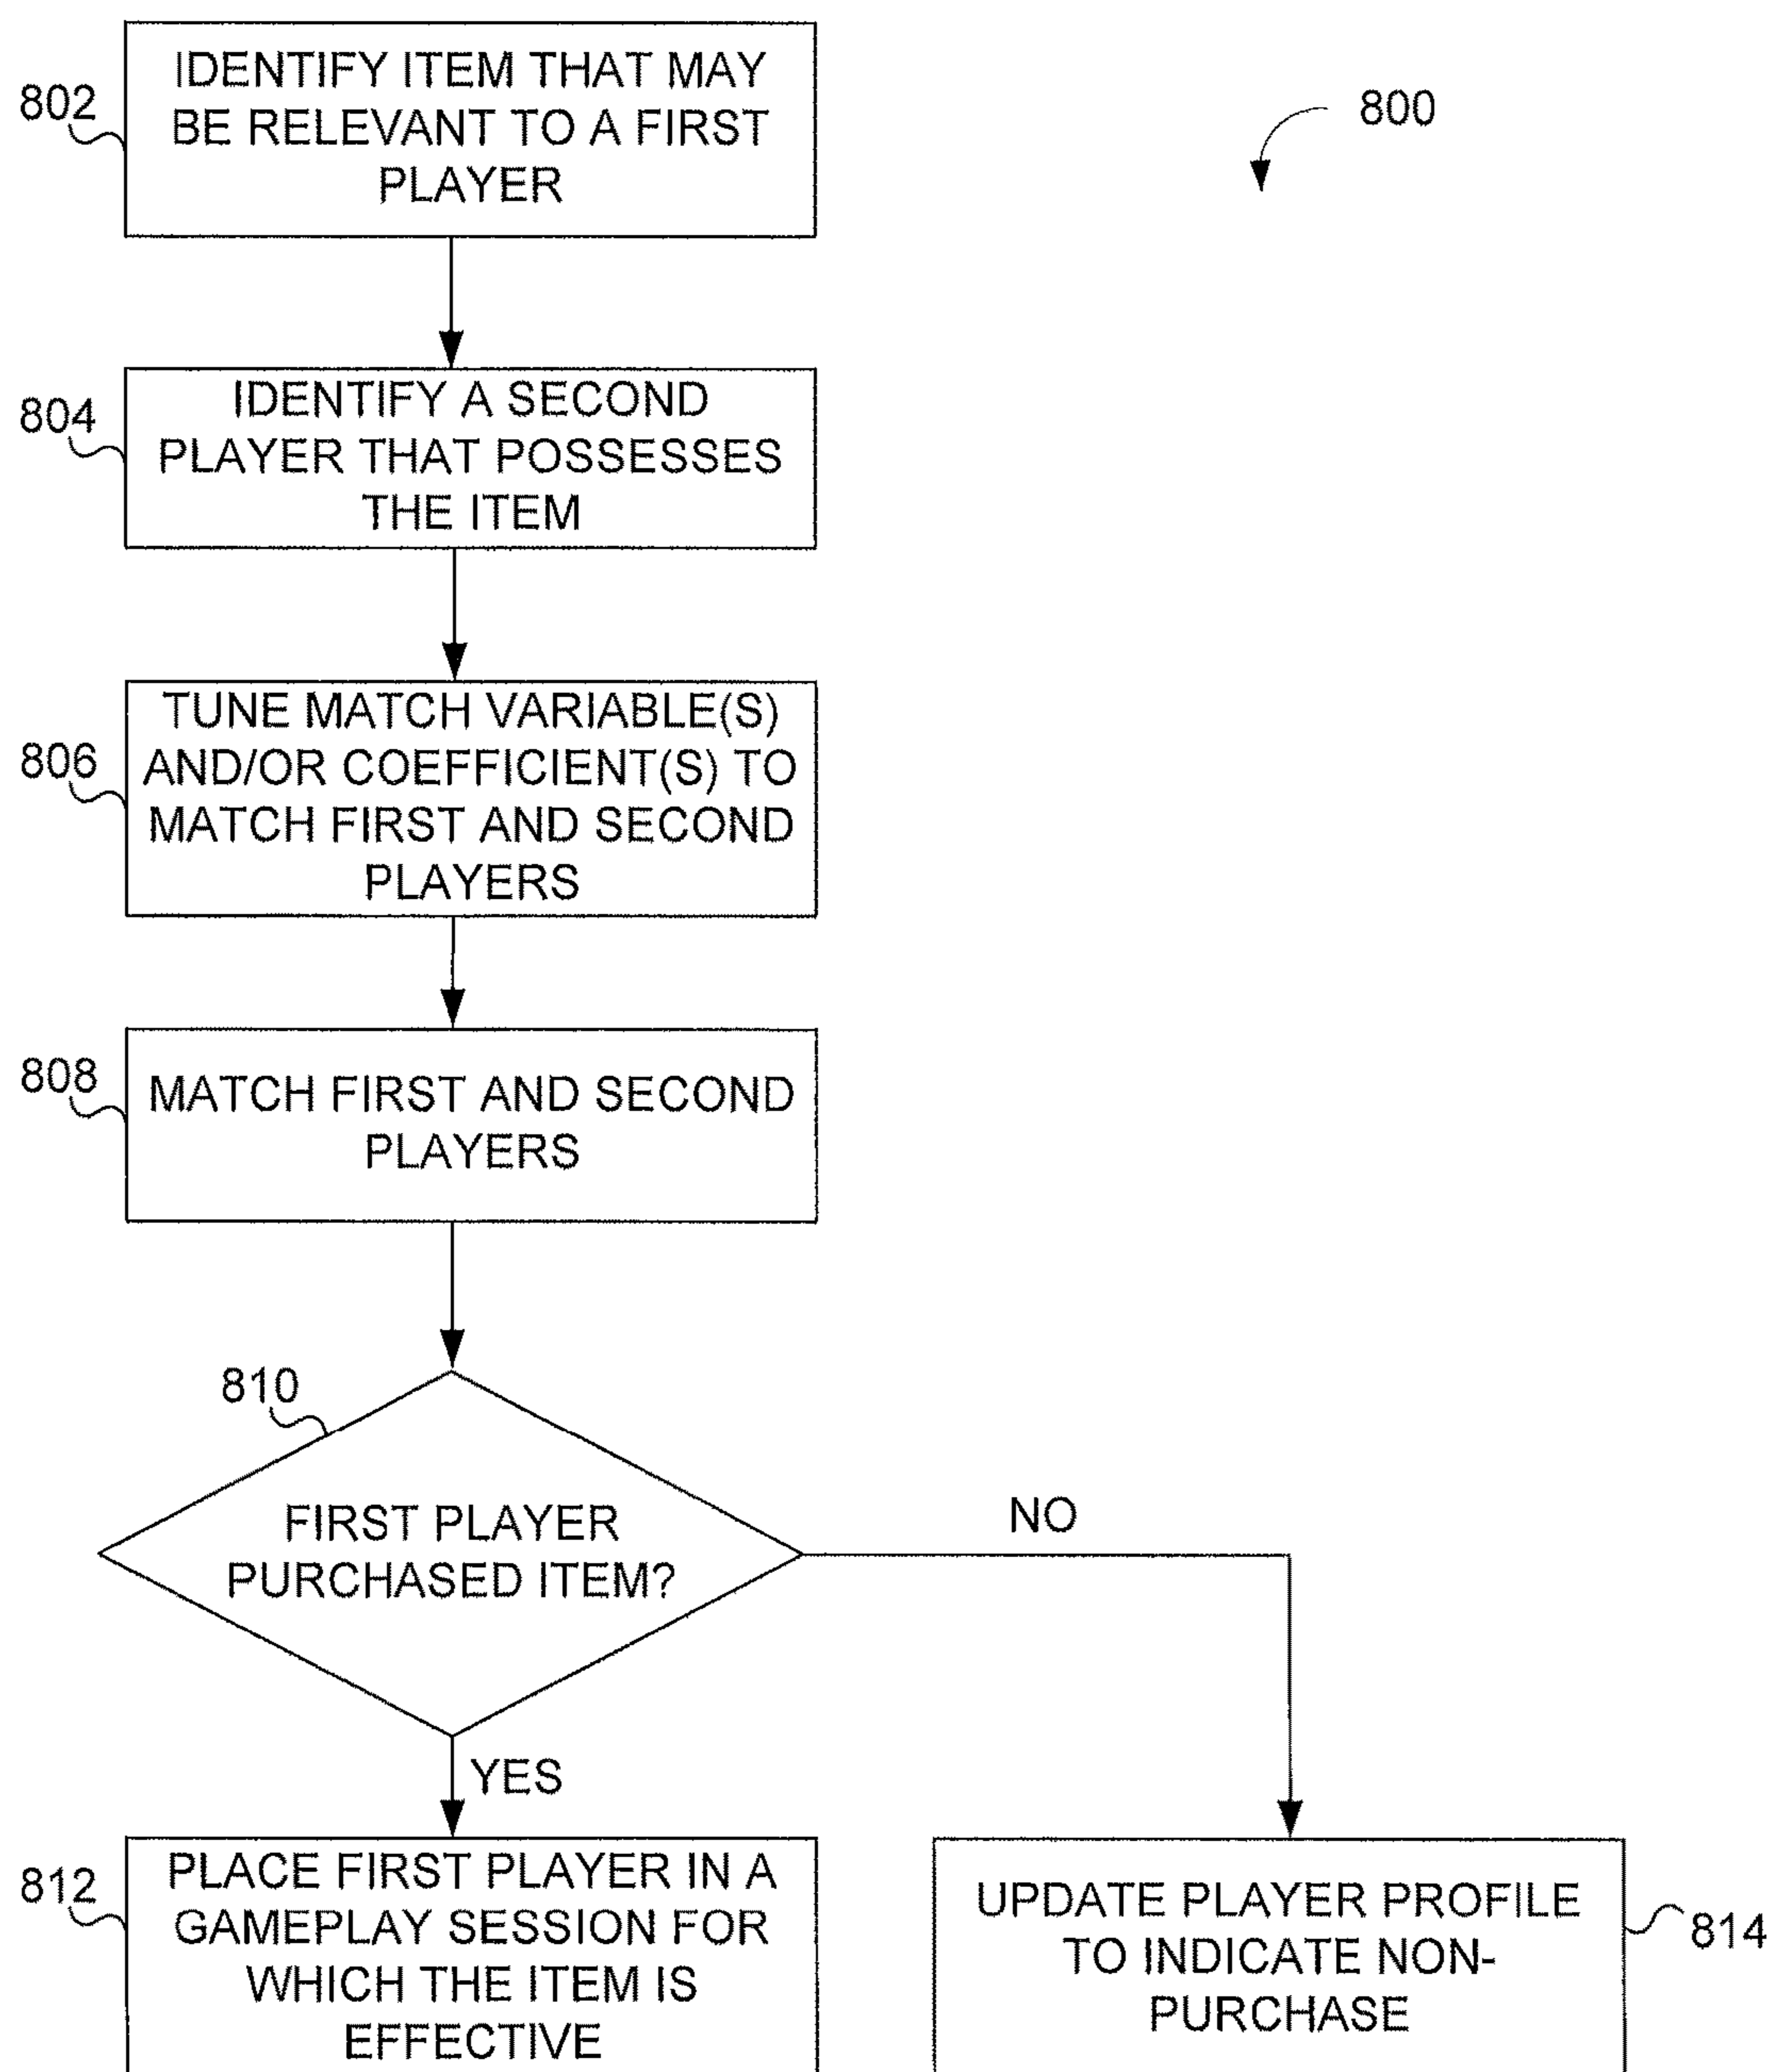 802
IDENTIFY ITEM THAT MAY
BE RELEVANT TO A FIRST
PLAYER
800
804
IDENTIFY A SECOND
PLAYER THAT POSSESSES
THE ITEM
806
TUNE MATCH VARIABLE(S)
AND/OR COEFFICIENT(S) TO
MATCH FIRST AND SECOND
PLAYERS
808
MATCH FIRST AND SECOND
PLAYERS
810
FIRST PLAYER
PURCHASED ITEM?
NO
YES
812
PLACE FIRST PLAYER IN A
GAMEPLAY SESSION FOR
WHICH THE ITEM IS
EFFECTIVE
UPDATE PLAYER PROFILE
TO INDICATE NON-
PURCHASE
814